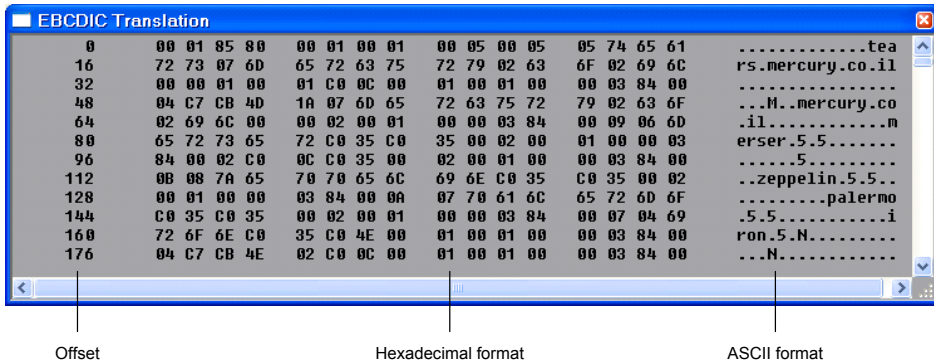 EBCDIC Translation
0 00 01 85 80 00 01 00 01 00 05 00 05 05 74 65 61 .............tea
16 72 73 07 6D 65 72 63 75 72 79 02 63 6F 02 69 6C rs.mercury.co.il
32 00 00 01 00 01 C0 0C 00 01 00 01 00 00 03 84 00 ................
48 04 C7 CB 4D 1A 07 6D 65 72 63 75 72 79 02 63 6F ...M..mercury.co
64 02 69 6C 00 00 02 00 01 00 00 03 84 00 09 06 6D .il............m
80 65 72 73 65 72 C0 35 C0 35 00 02 00 01 00 00 03 erser.5.5.......
96 84 00 02 C0 0C C0 35 00 02 00 01 00 00 03 84 00 ......5.........
112 0B 08 7A 65 70 70 65 6C 69 6E C0 35 C0 35 00 02 ..zeppelin.5.5..
128 00 01 00 00 03 84 00 0A 07 70 61 6C 65 72 6D 6F .........palermo
144 C0 35 C0 35 00 02 00 01 00 00 03 84 00 07 04 69 .5.5...........i
160 72 6F 6E C0 35 C0 4E 00 01 00 01 00 00 03 84 00 ron.5.N.........
176 04 C7 CB 4E 02 C0 0C 00 01 00 01 00 00 03 84 00 ...N............
Offset Hexadecimal format ASCII format